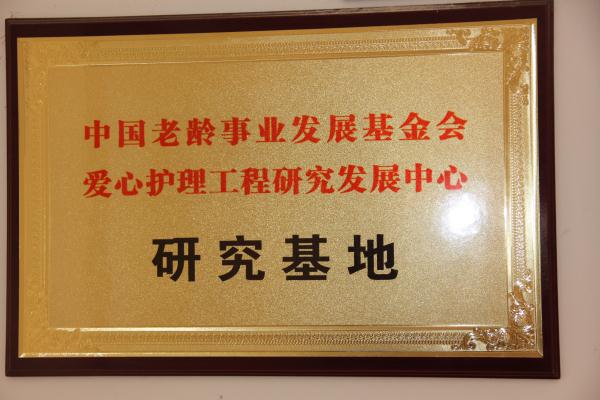 中国老龄事业发展基金会
爱心护理工程研究发展中心
研究基地